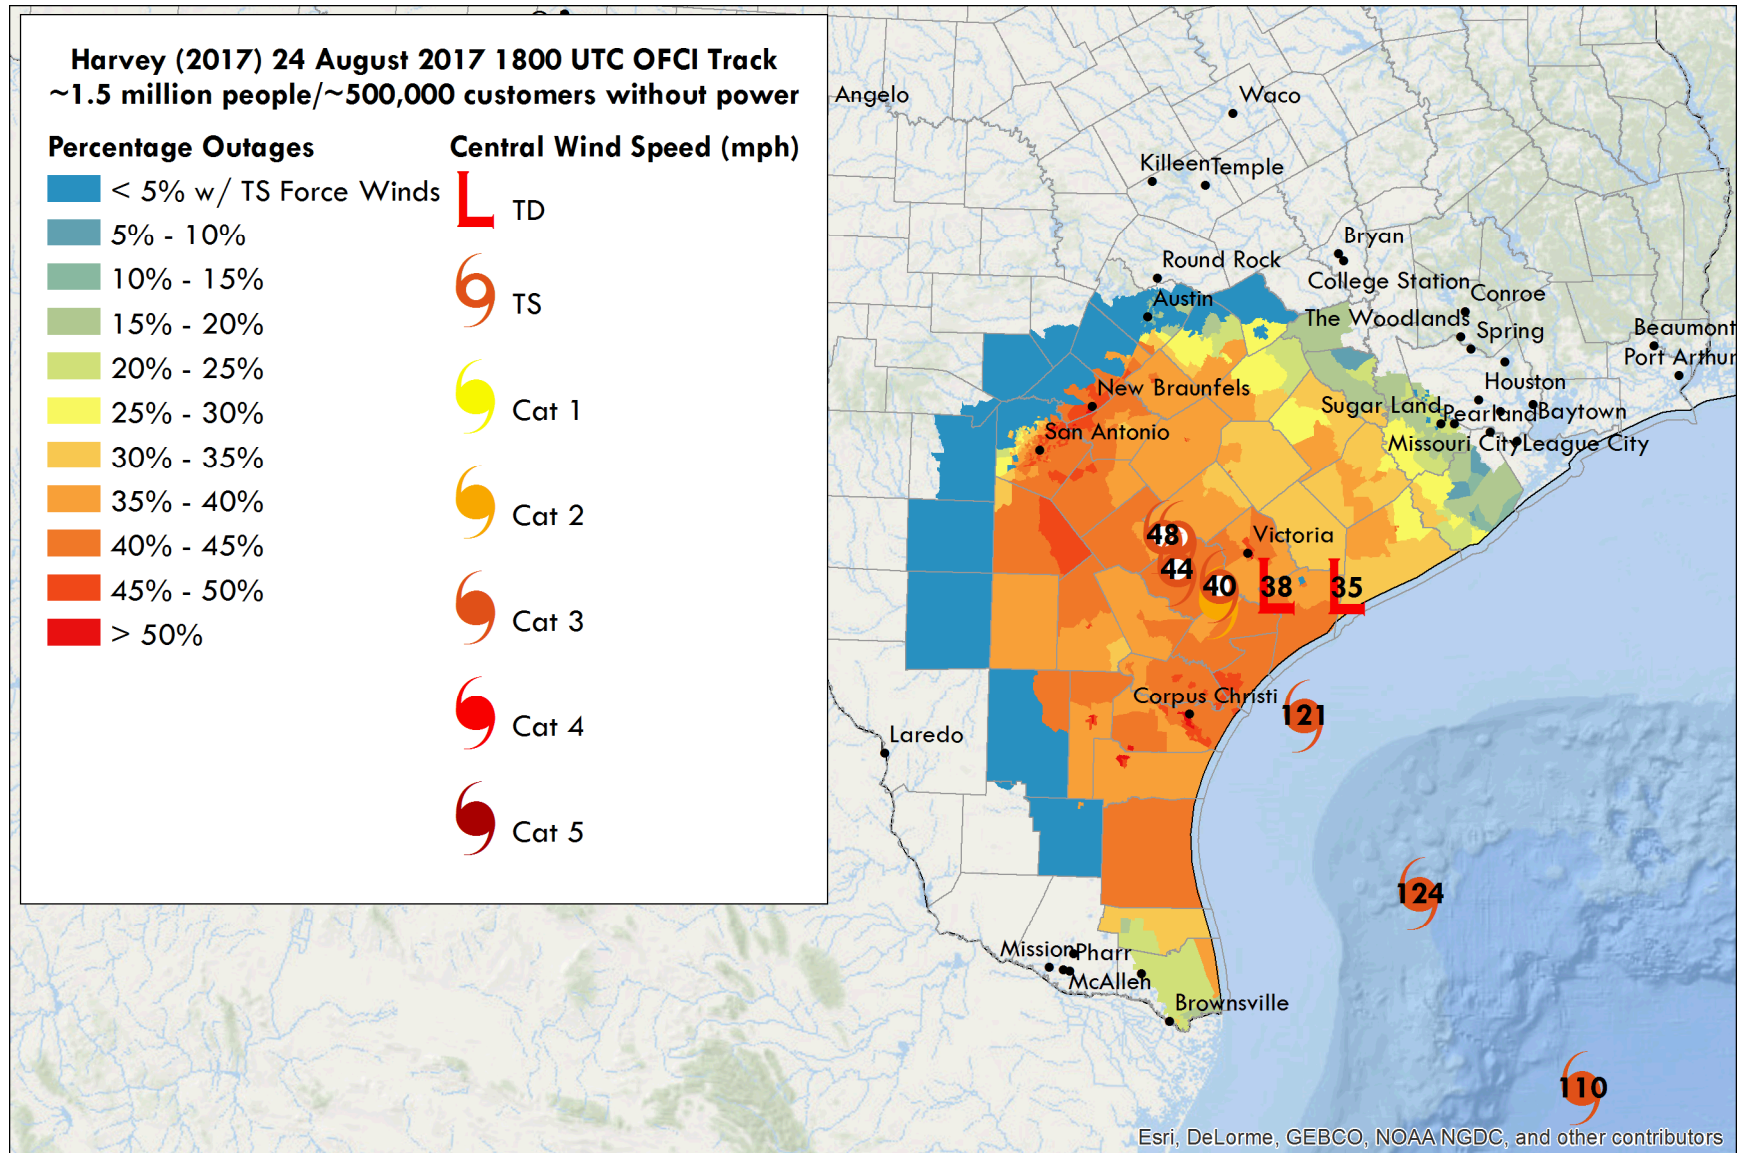 Harvey (2017) 24 August 2017 1800 UTC OFCI Track
~1.5 million people/~500,000 customers without power
Percentage Outages
< 5% w/ TS Force Winds
5% - 10%
10% - 15%
15% - 20%
20% - 25%
25% - 30%
30% - 35%
35% - 40%
40% - 45%
45% - 50%
> 50%
Central Wind Speed (mph)
TD
TS
Cat 1
Cat 2
Cat 3
Cat 4
Cat 5
Angelo
Waco
Killeen
Temple
Bryan
College Station
Round Rock
Austin
Conroe
The Woodlands
Spring
Beaumont
Port Arthur
Houston
New Braunfels
Sugar Land
Pearland
Baytown
San Antonio
Missouri City
League City
48
Victoria
44
40
38
35
Corpus Christi
121
Laredo
124
Mission
Pharr
McAllen
Brownsville
110
Esri, DeLorme, GEBCO, NOAA NGDC, and other contributors